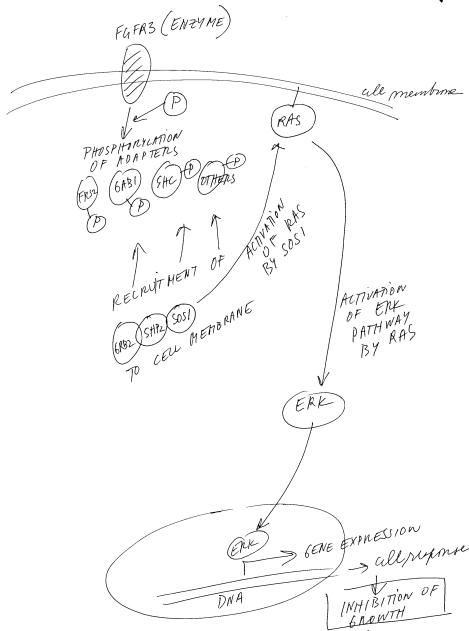 FGFR3 (ENZYME)
cell membrane
P
RAS
PHOSPHORYLATION
OF ADAPTERS
FRS2
P
GAB1
P
SHC
P
OTHERS
P
ACTIVATION
OF RAS
BY SOS1
RECRUITMENT OF
GRB2
SHP2
SOS1
TO CELL MEMBRANE
ACTIVATION
OF ERK
PATHWAY
BY RAS
ERK
ERK
GENE EXPRESSION
DNA
cell response
INHIBITION OF
GROWTH